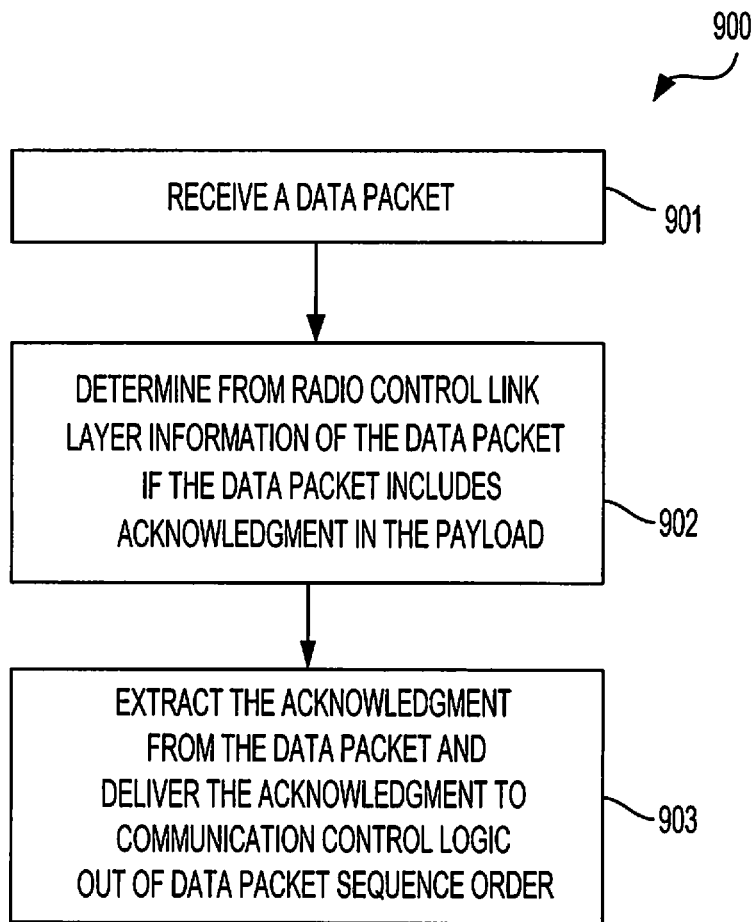 900
RECEIVE A DATA PACKET
901
DETERMINE FROM RADIO CONTROL LINK
LAYER INFORMATION OF THE DATA PACKET
IF THE DATA PACKET INCLUDES
ACKNOWLEDGMENT IN THE PAYLOAD
902
EXTRACT THE ACKNOWLEDGMENT
FROM THE DATA PACKET AND
DELIVER THE ACKNOWLEDGMENT TO
COMMUNICATION CONTROL LOGIC
OUT OF DATA PACKET SEQUENCE ORDER
903